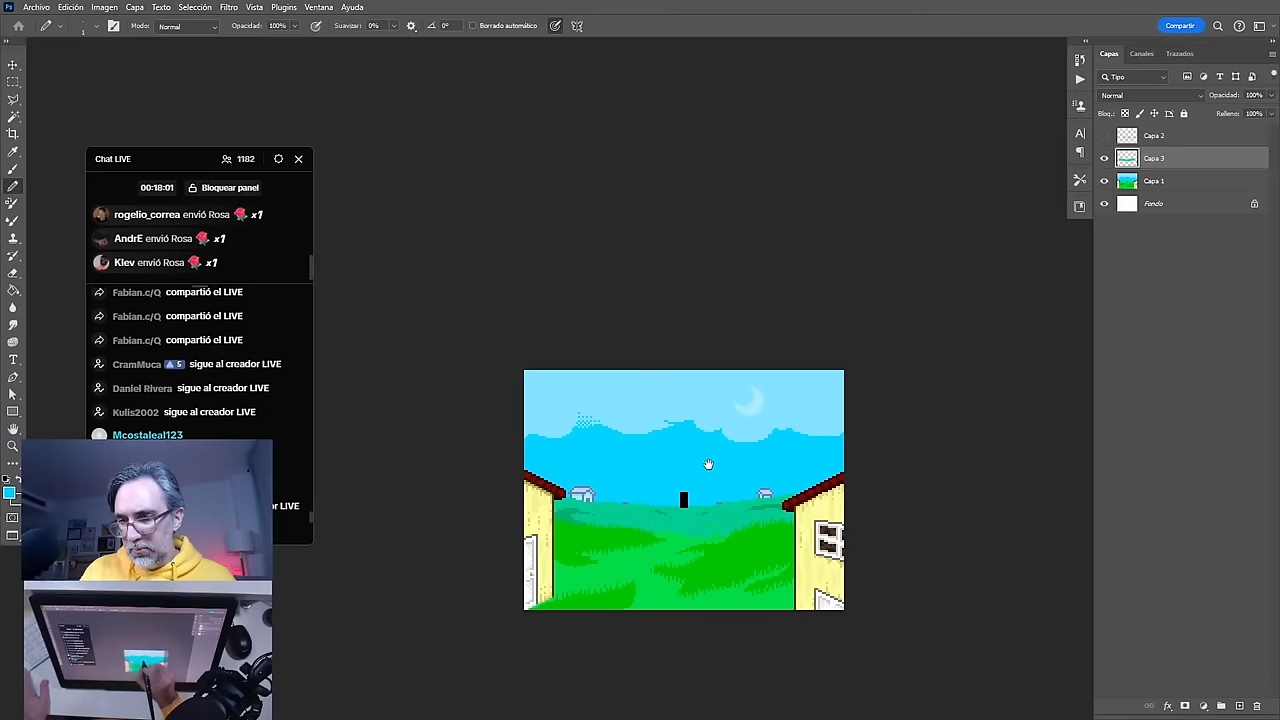 Ps Archivo Edición Imagen Capa Texto Selección Filtro Vista Plugins Ventana Ayuda
1 Modo: Normal Opacidad: 100% Suavizar: 0% 0° Borrado automático Compartir
Capas Canales Trazados
Tipo
Normal Opacidad: 100%
Bloq.: Relleno: 100%
Capa 2
Capa 3
Capa 1
Fondo
Chat LIVE 1182
00:18:01 Bloquear panel
rogelio_correa envió Rosa x1
AndrE envió Rosa x1
Klev envió Rosa x1
Fabian.c/Q compartió el LIVE
Fabian.c/Q compartió el LIVE
Fabian.c/Q compartió el LIVE
CramMuca 5 sigue al creador LIVE
Daniel Rivera sigue al creador LIVE
Kulis2002 sigue al creador LIVE
Mcostaleal123
or LIVE